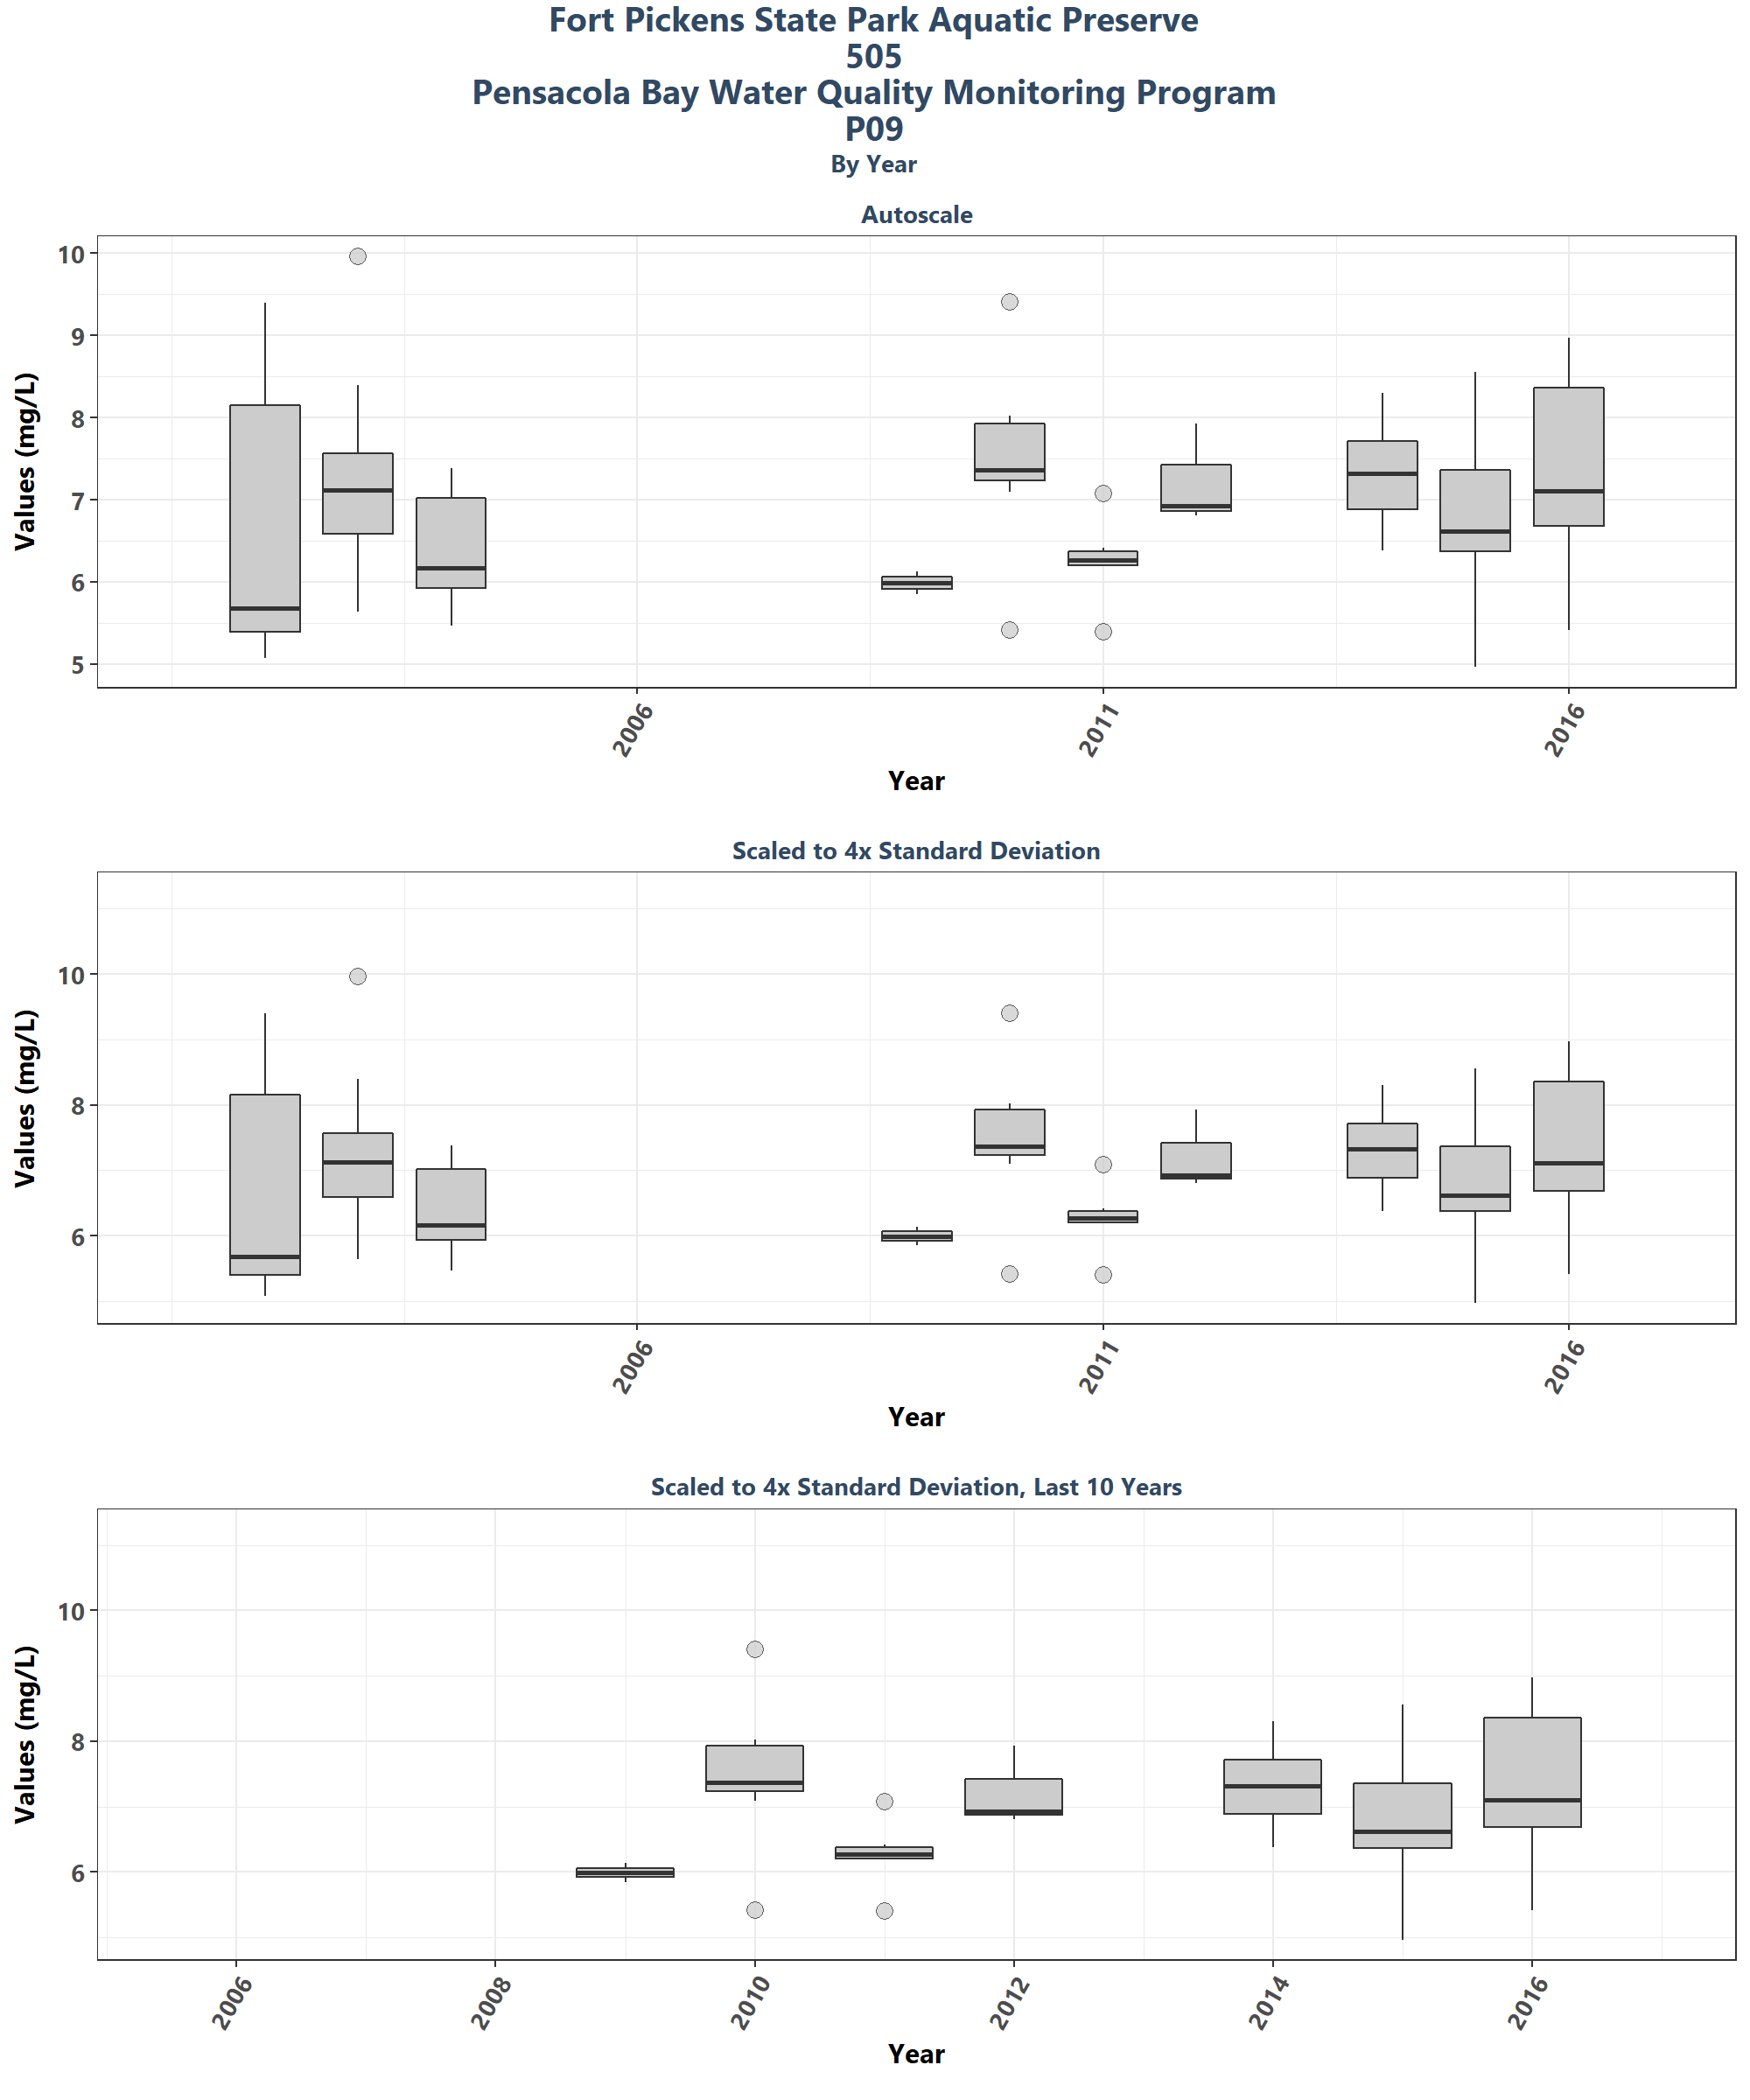 Fort Pickens State Park Aquatic Preserve
505
Pensacola Bay Water Quality Monitoring Program
P09
By Year
Autoscale
Values (mg/L)
10
9
8
7
6
5
2006
2011
2016
Year
Scaled to 4x Standard Deviation
Values (mg/L)
10
8
6
2006
2011
2016
Year
Scaled to 4x Standard Deviation, Last 10 Years
Values (mg/L)
10
8
6
2006
2008
2010
2012
2014
2016
Year